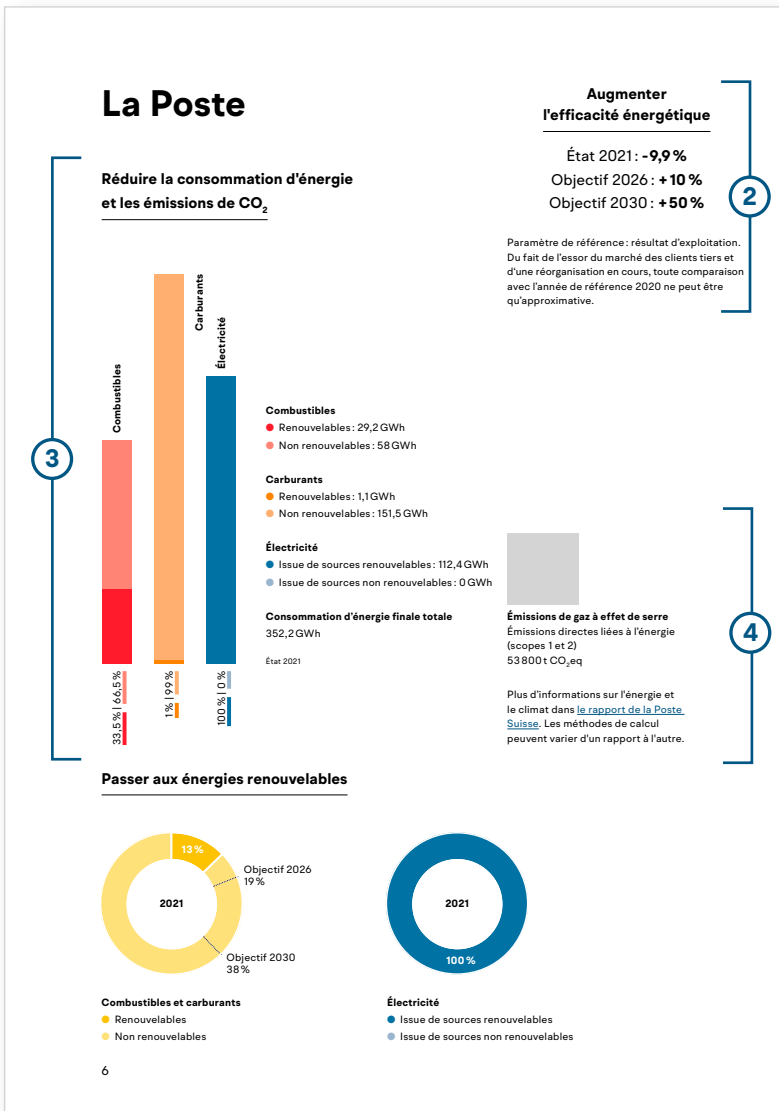 La Poste
Augmenter
l'efficacité énergétique
État 2021 : -9,9 %
Objectif 2026 : +10 %
Objectif 2030 : +50 %
Paramètre de référence : résultat d'exploitation.
Du fait de l'essor du marché des clients tiers et
d'une réorganisation en cours, toute comparaison
avec l'année de référence 2020 ne peut être
qu'approximative.
2
Réduire la consommation d'énergie
et les émissions de CO₂
3
Combustibles
Carburants
Électricité
33,5% | 66,5 %
1% | 99 %
100 % | 0 %
Combustibles
Renouvelables : 29,2 GWh
Non renouvelables : 58 GWh
Carburants
Renouvelables : 1,1 GWh
Non renouvelables : 151,5 GWh
Électricité
Issue de sources renouvelables : 112,4 GWh
Issue de sources non renouvelables : 0 GWh
Consommation d'énergie finale totale
352,2 GWh
État 2021
Émissions de gaz à effet de serre
Émissions directes liées à l'énergie
(scopes 1 et 2)
53 800 t CO₂eq
Plus d'informations sur l'énergie et
le climat dans le rapport de la Poste
Suisse. Les méthodes de calcul
peuvent varier d'un rapport à l'autre.
4
Passer aux énergies renouvelables
13 %
2021
Objectif 2026
19 %
Objectif 2030
38 %
Combustibles et carburants
Renouvelables
Non renouvelables
2021
100 %
Électricité
Issue de sources renouvelables
Issue de sources non renouvelables
6